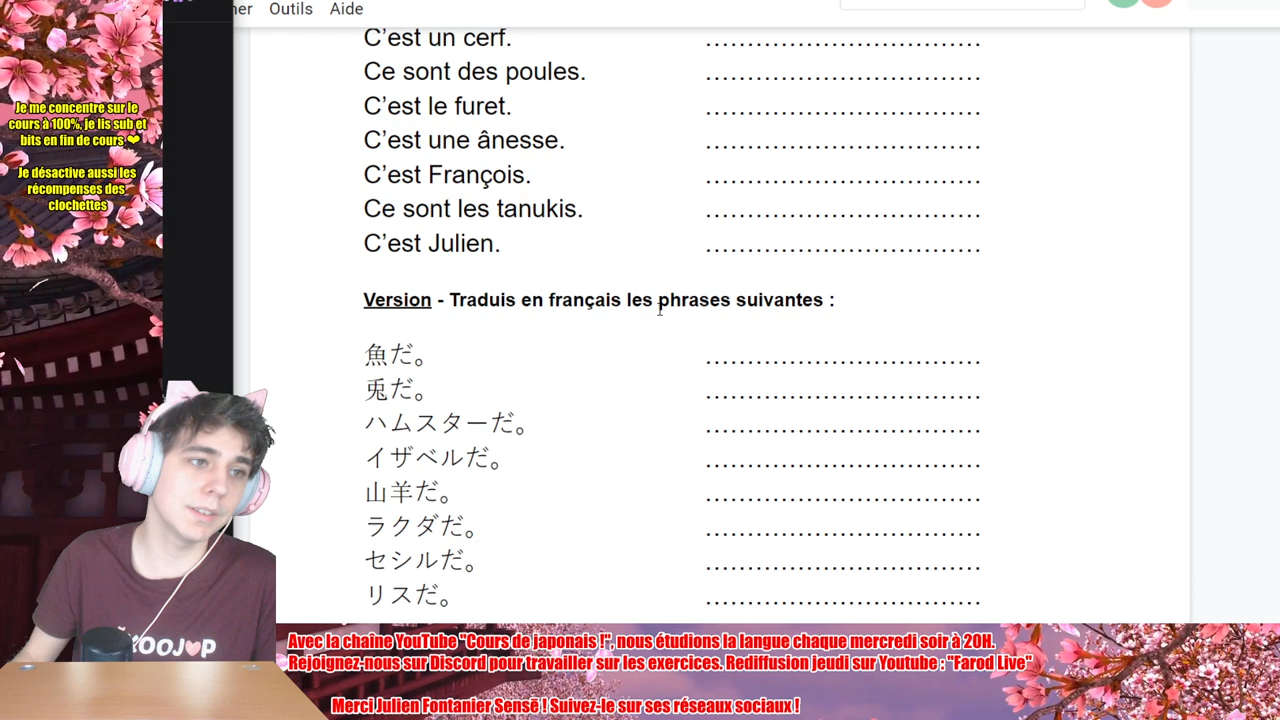 Outils Aide
Je me concentre sur le
cours à 100%, je lis sub et
bits en fin de cours ❤
Je désactive aussi les
récompenses des
clochettes
C’est un cerf. ................................
Ce sont des poules. ................................
C’est le furet. ................................
C’est une ânesse. ................................
C’est François. ................................
Ce sont les tanukis. ................................
C’est Julien. ................................
Version - Traduis en français les phrases suivantes :
魚だ。 ................................
兎だ。 ................................
ハムスターだ。 ................................
イザベルだ。 ................................
山羊だ。 ................................
ラクダだ。 ................................
セシルだ。 ................................
リスだ。 ................................
Avec la chaîne YouTube "Cours de japonais !", nous étudions la langue chaque mercredi soir à 20H.
Rejoignez-nous sur Discord pour travailler sur les exercices. Rediffusion jeudi sur Youtube : "Farod Live"
Merci Julien Fontanier Sensē ! Suivez-le sur ses réseaux sociaux !